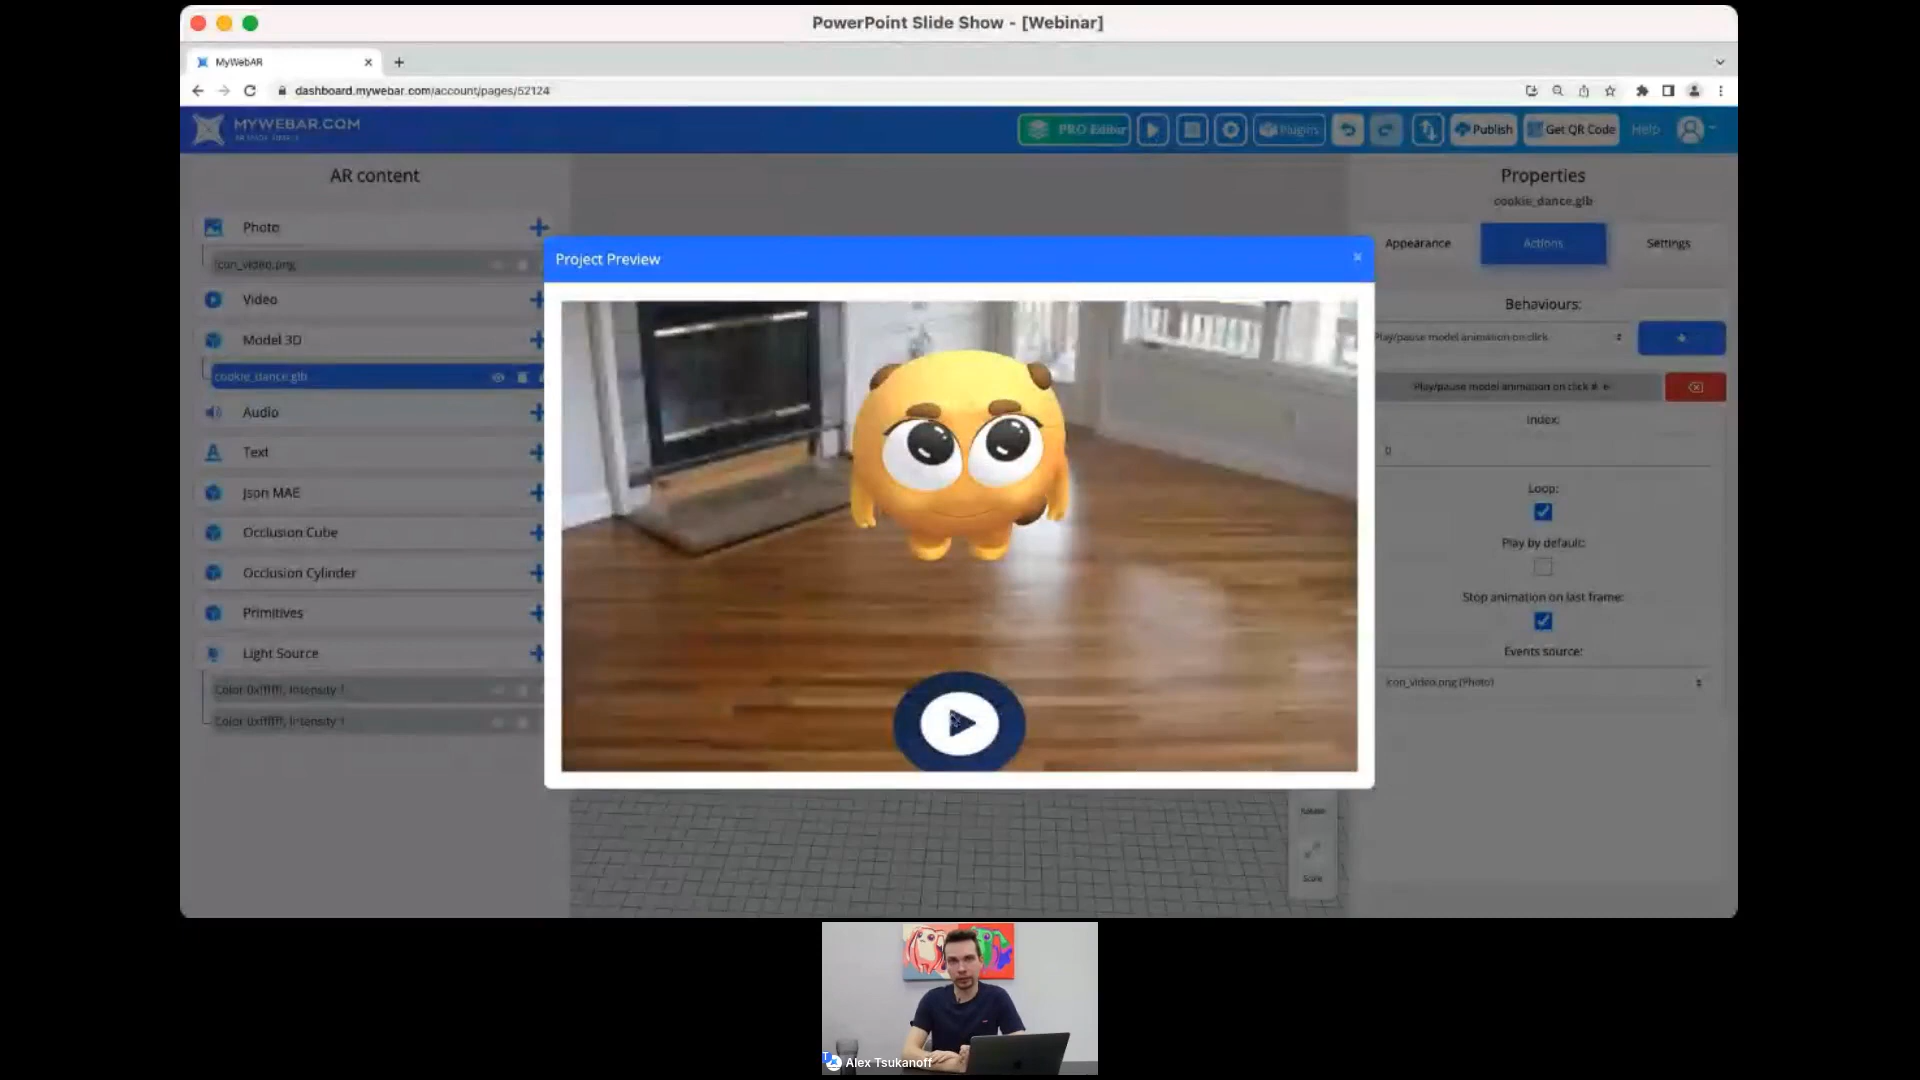 PowerPoint Slide Show - [Webinar]
MyWebAR
dashboard.mywebar.com/account/pages/52124
MYWEBAR.COM
PRO Editor
Plugins
Publish
Get QR Code
Help
AR content
Photo
icon_video.png
Video
Model 3D
cookie_dance.glb
Audio
Text
Json MAE
Occlusion Cube
Occlusion Cylinder
Primitives
Light Source
Color 0xffffff, Intensity 1
Color 0xffffff, Intensity 1
Project Preview
Rotate
Scale
Properties
cookie_dance.glb
Appearance
Actions
Settings
Behaviours:
Play/pause model animation on click
Play/pause model animation on click
Index:
0
Loop:
Play by default:
Stop animation on last frame:
Events source:
icon_video.png (Photo)
Alex Tsukanoff